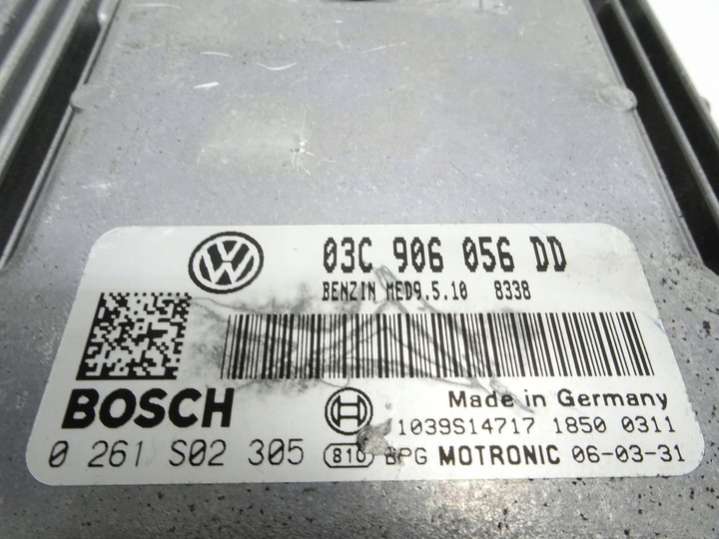 03C 906 056 DD
BENZIN MED9.5.10 8338
BOSCH
Made in Germany
1039S14717 1850 0311
0 261 S02 305
810 BPG MOTRONIC 06-03-31